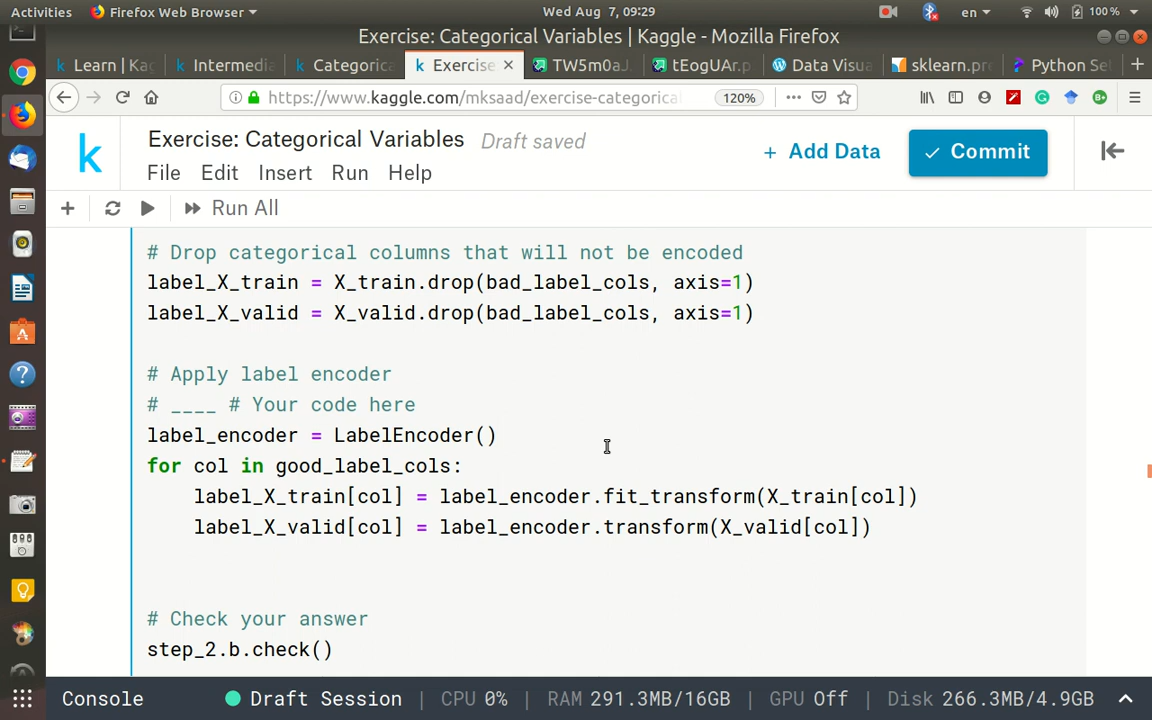 Activities Firefox Web Browser Wed Aug 7, 09:29 en 100 %
Exercise: Categorical Variables | Kaggle - Mozilla Firefox
Learn | Ka Intermedia Categorica Exercise TW5m0aJ tEogUAr.p Data Visua sklearn.pr Python Se
https://www.kaggle.com/mksaad/exercise-categorica 120%
Exercise: Categorical Variables Draft saved
+ Add Data Commit
File Edit Insert Run Help
Run All
# Drop categorical columns that will not be encoded
label_X_train = X_train.drop(bad_label_cols, axis=1)
label_X_valid = X_valid.drop(bad_label_cols, axis=1)
# Apply label encoder
# ____ # Your code here
label_encoder = LabelEncoder()
for col in good_label_cols:
label_X_train[col] = label_encoder.fit_transform(X_train[col])
label_X_valid[col] = label_encoder.transform(X_valid[col])
# Check your answer
step_2.b.check()
Console Draft Session | CPU 0% | RAM 291.3MB/16GB | GPU Off | Disk 266.3MB/4.9GB